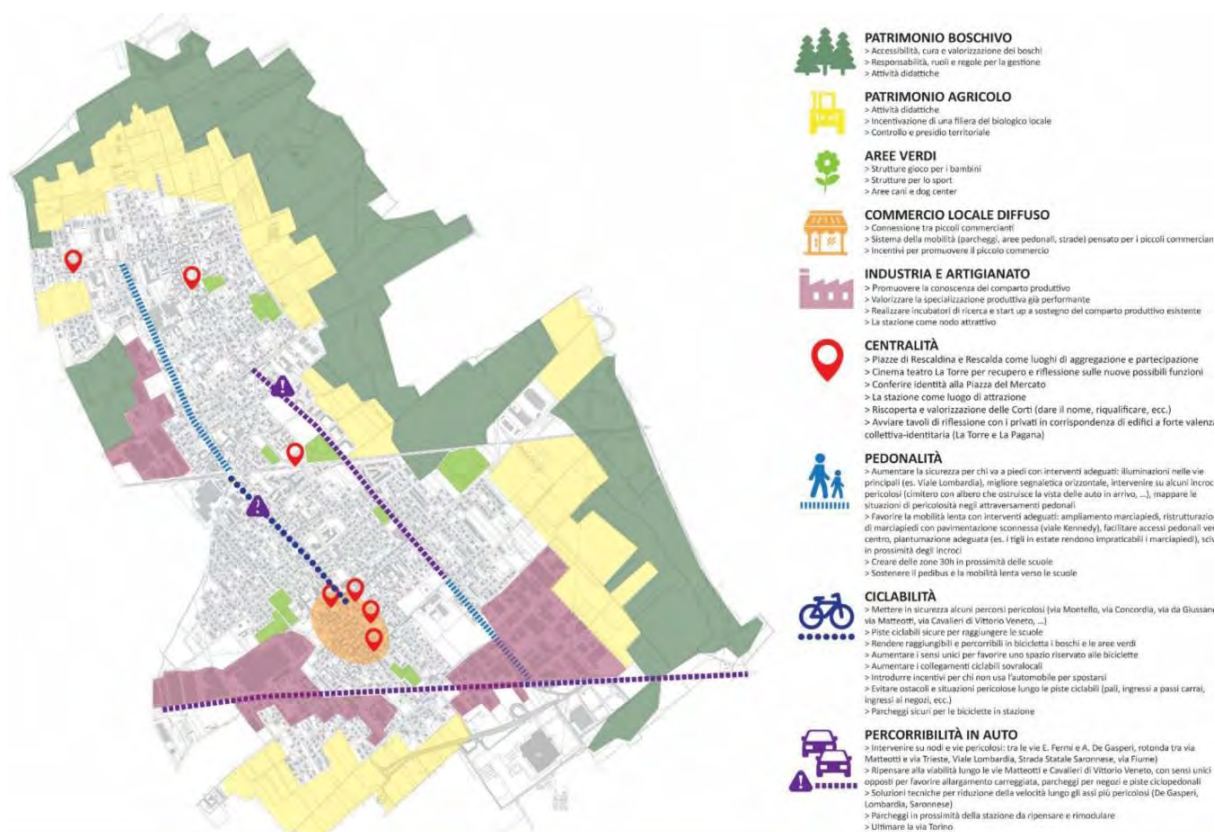 PATRIMONIO BOSCHIVO
> Accessibilità, cura e valorizzazione dei boschi
> Responsabilità, ruoli e regole per la gestione
> Attività didattiche
PATRIMONIO AGRICOLO
> Attività didattiche
> Incentivazione di una filiera del biologico locale
> Controllo e presidio territoriale
AREE VERDI
> Strutture gioco per i bambini
> Strutture per lo sport
> Aree cani e dog center
COMMERCIO LOCALE DIFFUSO
> Connessione tra piccoli commercianti
> Sistema della mobilità (parcheggi, aree pedonali, strade) pensato per i piccoli commercian
> Incentivi per promuovere il piccolo commercio
INDUSTRIA E ARTIGIANATO
> Promuovere la conoscenza del comparto produttivo
> Valorizzare la specializzazione produttiva già performante
> Realizzare incubatori di ricerca e start up a sostegno del comparto produttivo esistente
> La stazione come nodo attrattivo
CENTRALITÀ
> Piazze di Rescaldina e Rescalda come luoghi di aggregazione e partecipazione
> Cinema teatro La Torre per recupero e riflessione sulle nuove possibili funzioni
> Conferire identità alla Piazza del Mercato
> La stazione come luogo di attrazione
> Riscoperta e valorizzazione delle Corti (dare il nome, riqualificare, ecc.)
> Avviare tavoli di riflessione con i privati in corrispondenza di edifici a forte valenza
collettiva-identitaria (La Torre e La Pagana)
PEDONALITÀ
> Aumentare la sicurezza per chi va a piedi con interventi adeguati: illuminazioni nelle vie
principali (es. Viale Lombardia), migliore segnaletica orizzontale, intervenire su alcuni incroc
pericolosi (cimitero con albero che ostruisce la vista delle auto in arrivo, ...), mappare le
situazioni di pericolosità negli attraversamenti pedonali
> Favorire la mobilità lenta con interventi adeguati: ampliamento marciapiedi, ristrutturazio
di marciapiedi con pavimentazione sconnessa (viale Kennedy), facilitare accessi pedonali ve
centro, piantumazione adeguata (es. i tigli in estate rendono impraticabili i marciapiedi), sciv
in prossimità degli incroci
> Creare delle zone 30h in prossimità delle scuole
> Sostenere il pedibus e la mobilità lenta verso le scuole
CICLABILITÀ
> Mettere in sicurezza alcuni percorsi pericolosi (via Montello, via Concordia, via da Giussano
via Matteotti, via Cavalieri di Vittorio Veneto, ...)
> Piste ciclabili sicure per raggiungere le scuole
> Rendere raggiungibili e percorribili in bicicletta i boschi e le aree verdi
> Aumentare i sensi unici per favorire uno spazio riservato alle biciclette
> Aumentare i collegamenti ciclabili sovralocali
> Introdurre incentivi per chi non usa l'automobile per spostarsi
> Evitare ostacoli e situazioni pericolose lungo le piste ciclabili (pali, ingressi a passi carrai,
ingressi ai negozi, ecc.)
> Parcheggi sicuri per le biciclette in stazione
PERCORRIBILITÀ IN AUTO
> Intervenire su nodi e vie pericolosi: tra le vie E. Fermi e A. De Gasperi, rotonda tra via
Matteotti e via Trieste, Viale Lombardia, Strada Statale Saronnese, via Fiume)
> Ripensare alla viabilità lungo le vie Matteotti e Cavalieri di Vittorio Veneto, con sensi unici
opposti per favorire allargamento carreggiata, parcheggi per negozi e piste ciclopedonali
> Soluzioni tecniche per riduzione della velocità lungo gli assi più pericolosi (De Gasperi,
Lombardia, Saronnese)
> Parcheggi in prossimità della stazione da ripensare e rimodulare
> Ultimare la via Torino